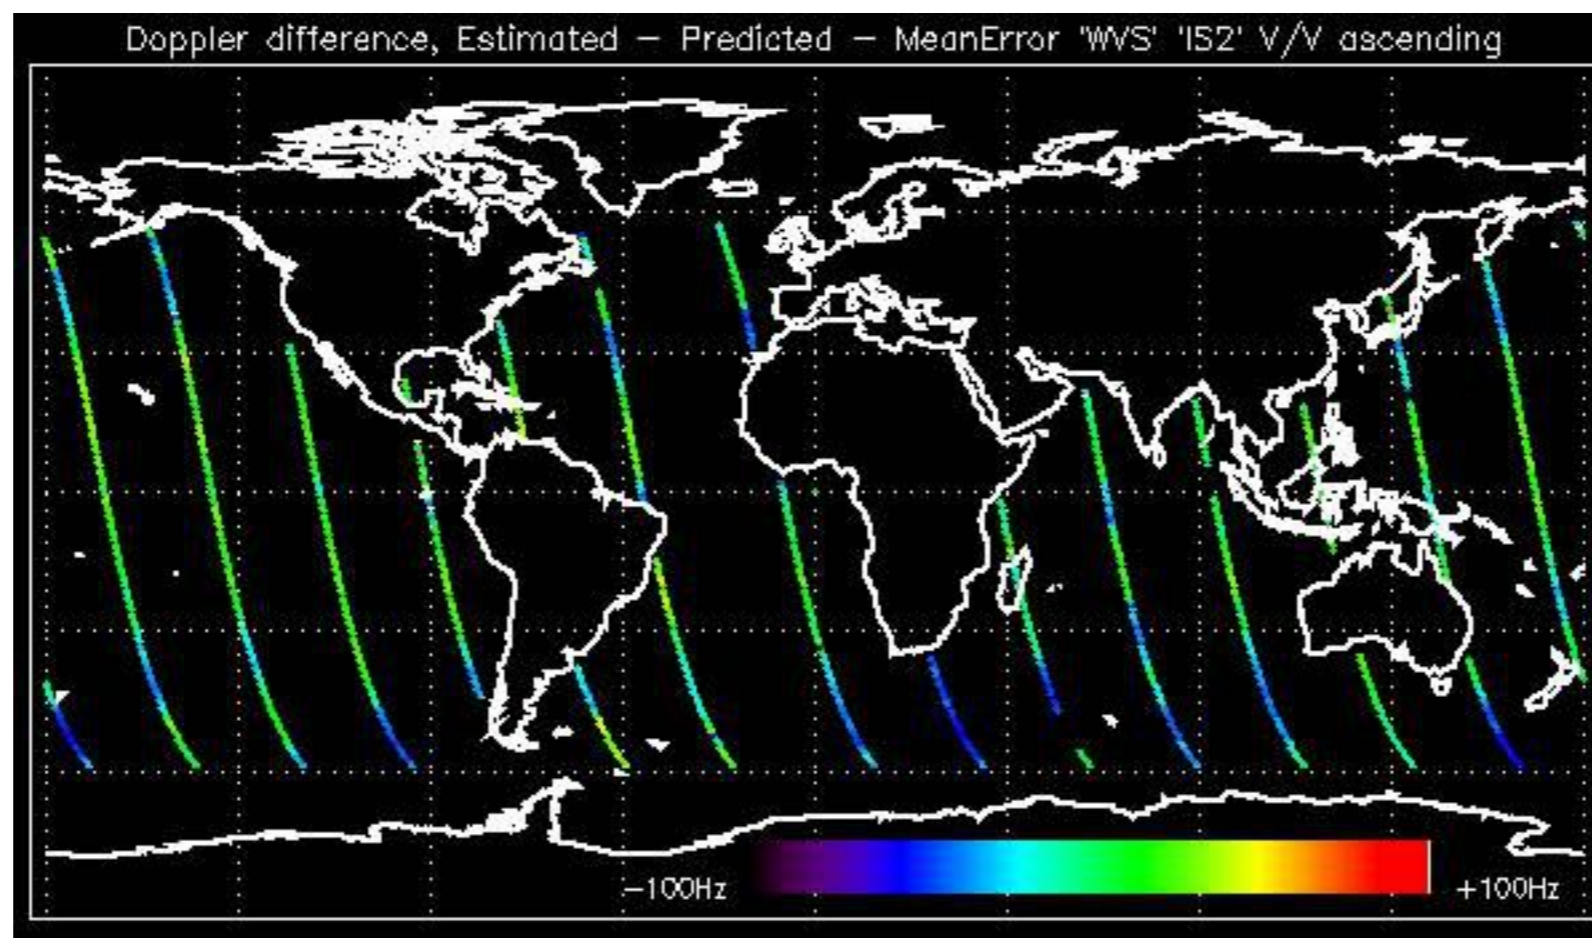 Doppler difference, Estimated – Predicted – MeanError 'WVS' 'IS2' V/V ascending
-100Hz +100Hz